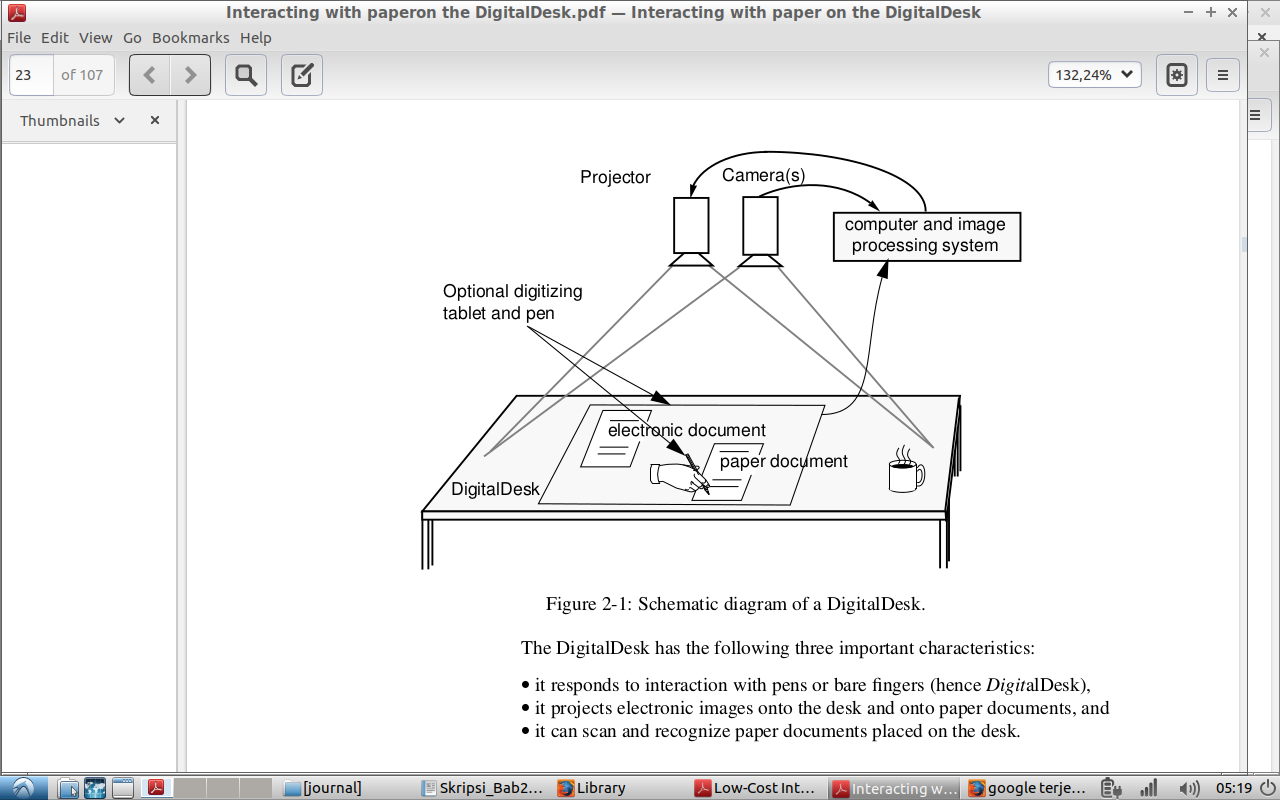 Interacting with paperon the DigitalDesk.pdf — Interacting with paper on the DigitalDesk
File Edit View Go Bookmarks Help
23 of 107
132,24%
Thumbnails
Projector
Camera(s)
computer and image
processing system
Optional digitizing
tablet and pen
electronic document
paper document
DigitalDesk
Figure 2-1: Schematic diagram of a DigitalDesk.
The DigitalDesk has the following three important characteristics:
• it responds to interaction with pens or bare fingers (hence DigitalDesk),
• it projects electronic images onto the desk and onto paper documents, and
• it can scan and recognize paper documents placed on the desk.
[journal] Skripsi_Bab2... Library Low-Cost Int... Interacting w... google terje... 05:19